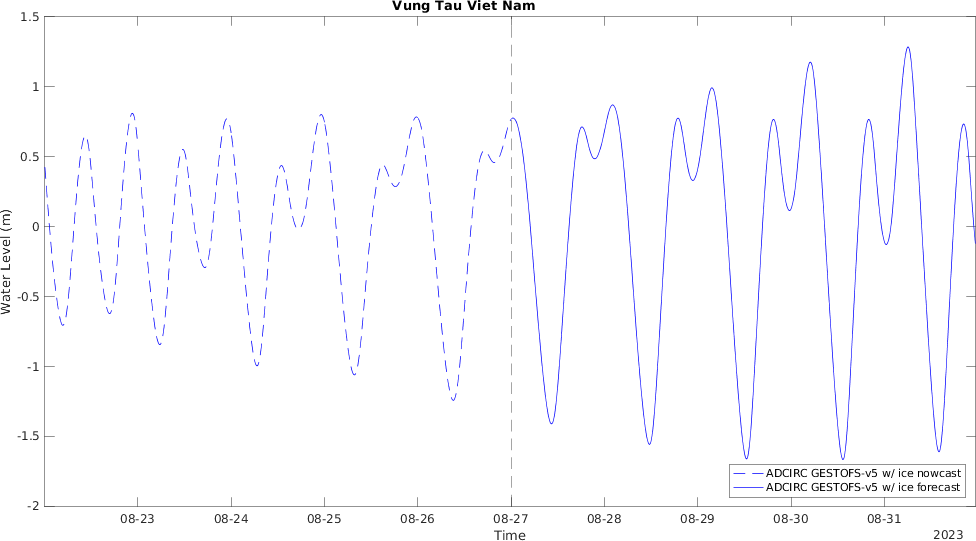 Vung Tau Viet Nam
1.5
1
0.5
0
-0.5
-1
-1.5
-2
Water Level (m)
08-23 08-24 08-25 08-26 08-27 08-28 08-29 08-30 08-31
Time
2023
ADCIRC GESTOFS-v5 w/ ice nowcast
ADCIRC GESTOFS-v5 w/ ice forecast